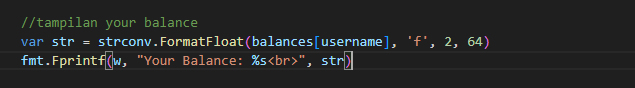 //tampilan your balance
var str = strconv.FormatFloat(balances[username], 'f', 2, 64)
fmt.Fprintf(w, "Your Balance: %s<br>", str)